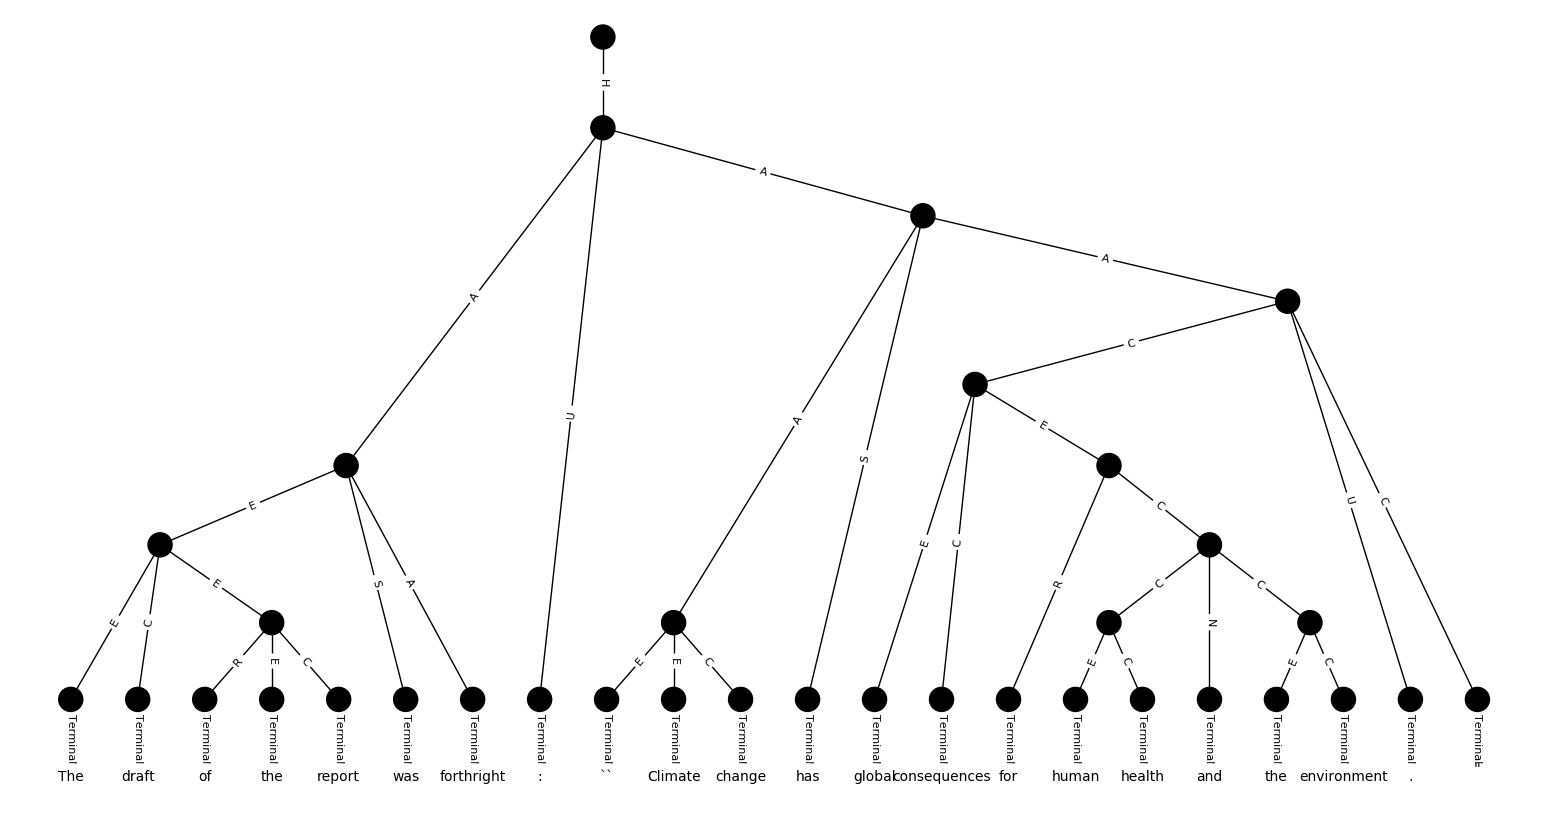 H
A
A
A
C
A
U
E
E
S
U
C
E
S
A
E
C
C
R
C
N
C
E
C
E
R
E
C
E
E
C
E
C
E
C
Terminal Terminal Terminal Terminal Terminal Terminal Terminal Terminal Terminal Terminal Terminal Terminal Terminal Terminal Terminal Terminal Terminal Terminal Terminal Terminal Terminal Terminal
The draft of the report was forthright : `` Climate change has global consequences for human health and the environment .